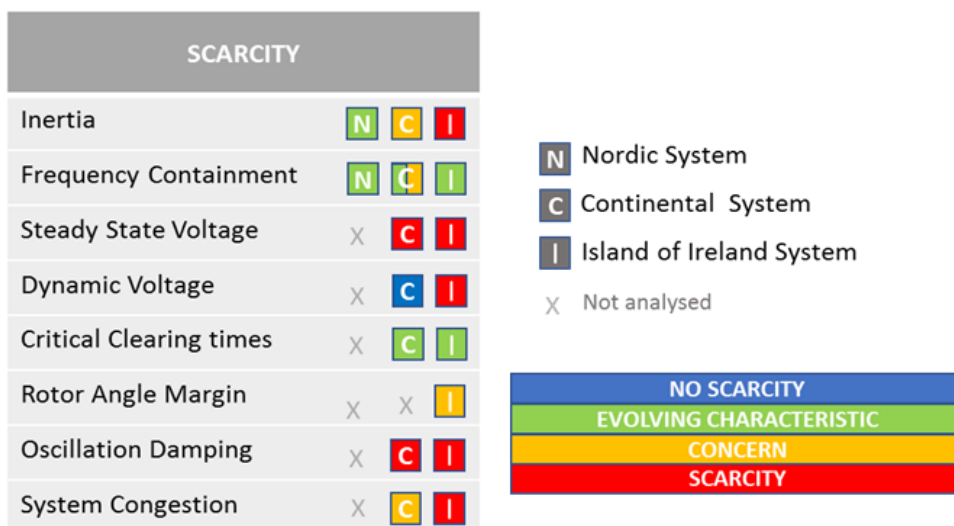 SCARCITY
Inertia N C I
Frequency Containment N C I
Steady State Voltage X C I
Dynamic Voltage X C I
Critical Clearing times X C I
Rotor Angle Margin X X I
Oscillation Damping X C I
System Congestion X C I
N Nordic System
C Continental System
I Island of Ireland System
X Not analysed
NO SCARCITY
EVOLVING CHARACTERISTIC
CONCERN
SCARCITY